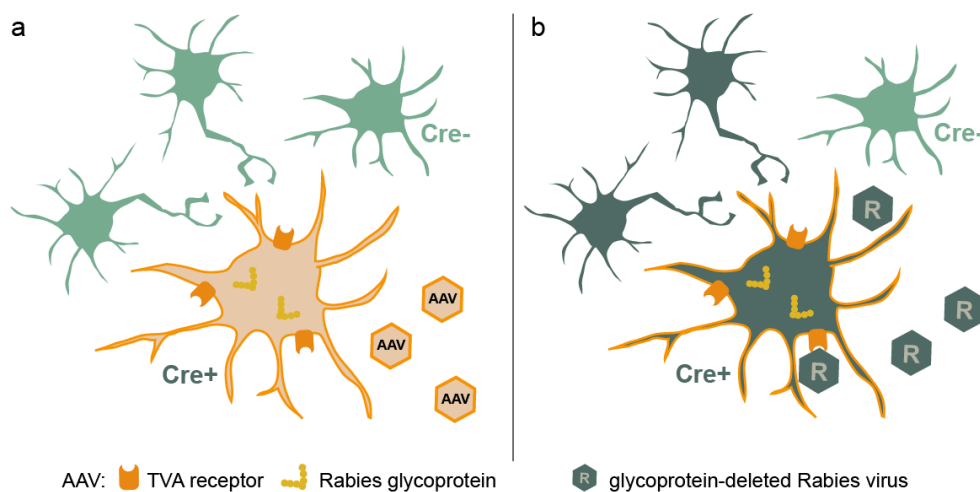 a
b
Cre-
Cre-
R
AAV
AAV
R
R
Cre+
Cre+
R
AAV
AAV: TVA receptor Rabies glycoprotein R glycoprotein-deleted Rabies virus